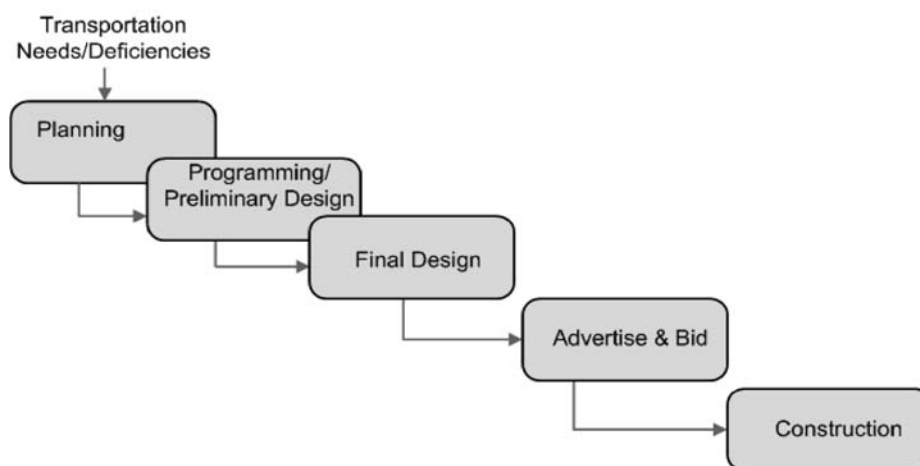 Transportation
Needs/Deficiencies
Planning
Programming/
Preliminary Design
Final Design
Advertise & Bid
Construction